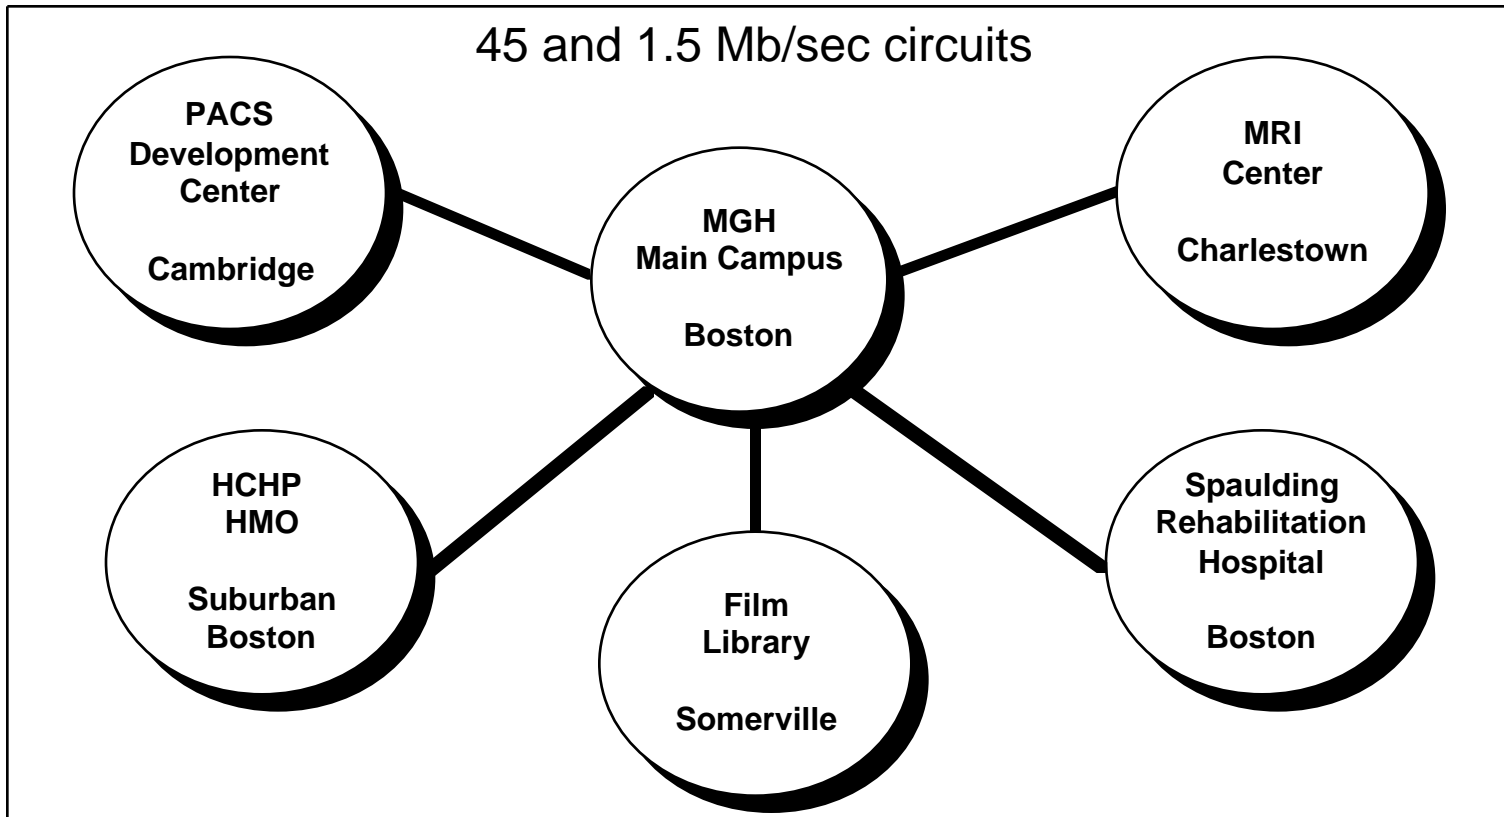 45 and 1.5 Mb/sec circuits
PACS
Development
Center
Cambridge
MGH
Main Campus
Boston
MRI
Center
Charlestown
HCHP
HMO
Suburban
Boston
Film
Library
Somerville
Spaulding
Rehabilitation
Hospital
Boston